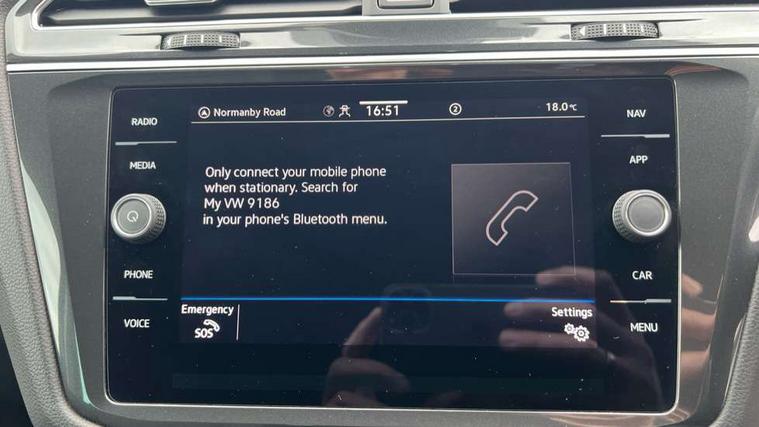 RADIO
MEDIA
PHONE
VOICE
Normanby Road
16:51
2
18.0°C
Only connect your mobile phone
when stationary. Search for
My VW 9186
in your phone's Bluetooth menu.
Emergency
SOS
Settings
NAV
APP
CAR
MENU